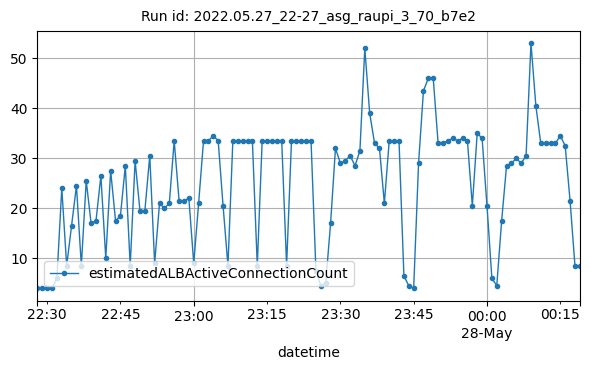 Run id: 2022.05.27_22-27_asg_raupi_3_70_b7e2
50
40
30
20
10
estimatedALBActiveConnectionCount
22:30 22:45 23:00 23:15 23:30 23:45 00:00 00:15
28-May
datetime